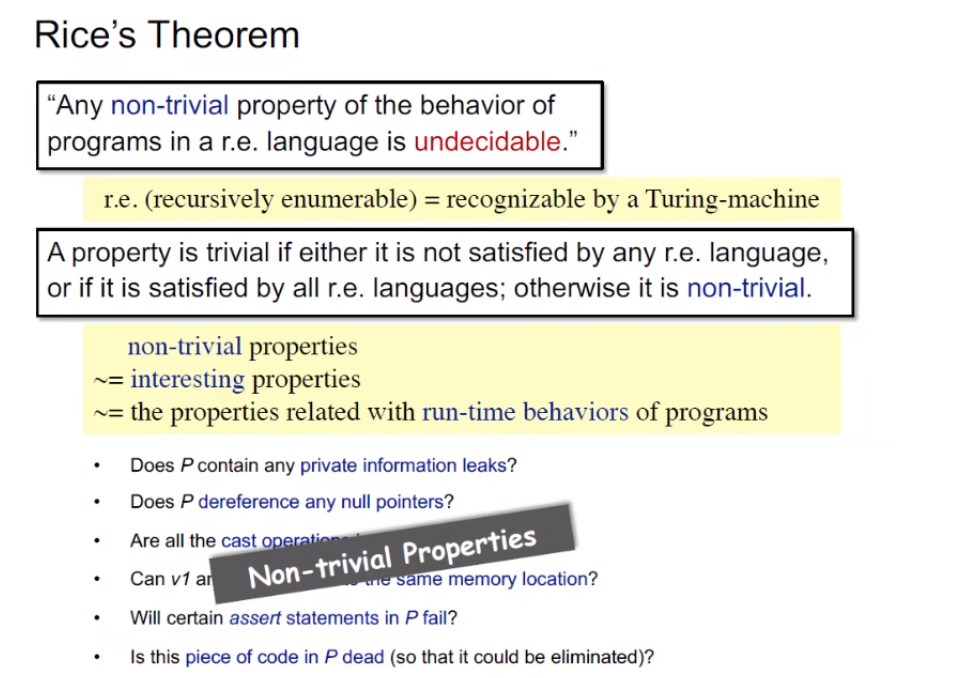 Rice's Theorem
“Any non-trivial property of the behavior of
programs in a r.e. language is undecidable.”
r.e. (recursively enumerable) = recognizable by a Turing-machine
A property is trivial if either it is not satisfied by any r.e. language,
or if it is satisfied by all r.e. languages; otherwise it is non-trivial.
non-trivial properties
~= interesting properties
~= the properties related with run-time behaviors of programs
• Does P contain any private information leaks?
• Does P dereference any null pointers?
• Are all the cast operations
Non-trivial Properties
• Can v1 the same memory location?
• Will certain assert statements in P fail?
• Is this piece of code in P dead (so that it could be eliminated)?